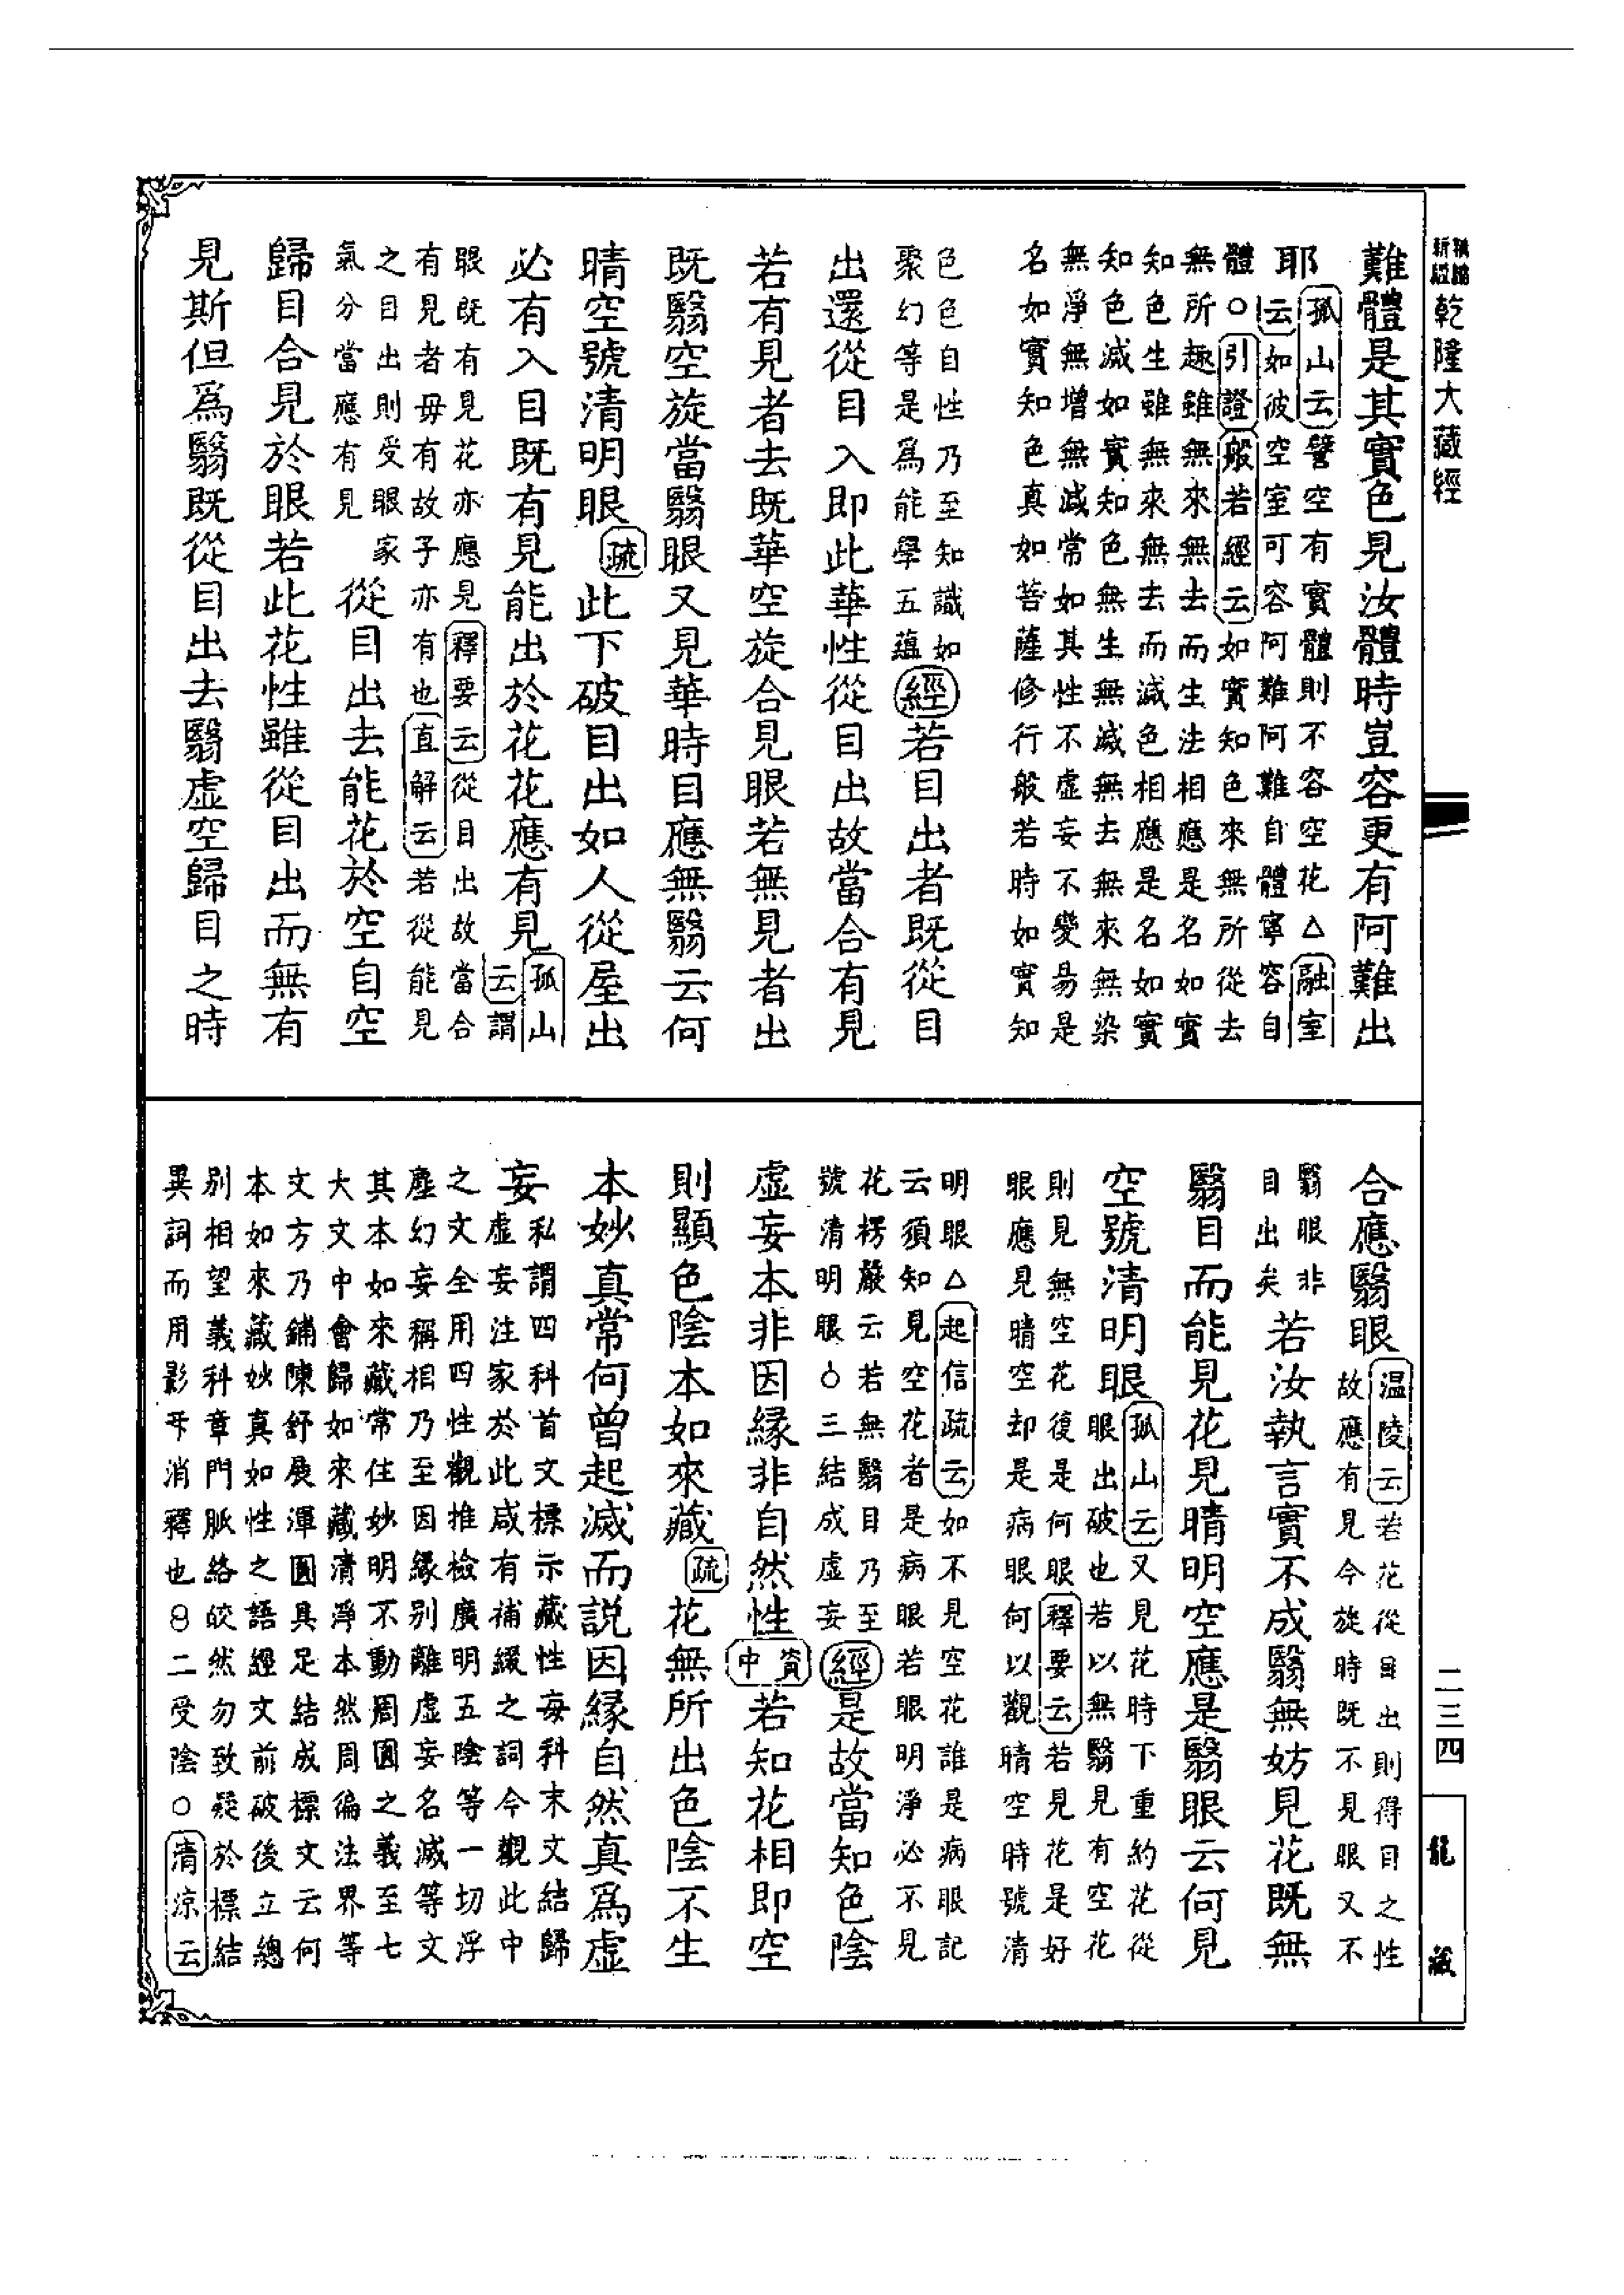 乾隆大藏經
難體是其實色見汝體時豈容更有阿難出
耶
孤山云譬空有實體則不容空花△融室
云如彼空室可容阿難阿難自體寧容自
體○引證般若經云如實知色來無所從去
無所趣雖無來無去而生法相應是名如實
知色生雖無來無去而滅色相應是名如實
知色滅如實知色無生無滅無去無來無染
無淨無增無減常如其性不虛妄不變易是
名如實知色真如菩薩修行般若時如實知
色色自性乃至知識如
聚幻等是為能學五蘊
經若目出者既從目
出還從目入即此華性從目出故當合有見
若有見者去既華空旋合見眼若無見者出
既翳空旋當翳眼又見華時目應無翳云何
晴空號清明眼疏此下破目出如人從屋出
必有入目既有見能出於花花應有見
孤山
云謂
眼既有見花亦應見釋要云從目出故當合
有見者毋有故子亦有也直解云若從能見
之目出則受眼家
氣分當應有見
從目出去能花於空自空
歸目合見於眼若此花性雖從目出而無有
見斯但為翳既從目出去翳虛空歸目之時
合應翳眼
温陵云若花從目出則得目之性
故應有見今旋時既不見眼又不
翳眼非
目出矣
若汝執言實不成翳無妨見花既無
翳目而能見花見晴明空應是翳眼云何見
空號清明眼
孤山云又見花時下重約花從
眼出破也若以無翳見有空花
則見無空花復是何眼釋要云若見花是好
眼應見晴空却是病眼何以觀晴空時號清
明眼△起信疏云如不見空花誰是病眼記
云須知見空花者是病眼若眼明淨必不見
花楞嚴云若無翳目乃至
號清明眼○三結成虛妄
經是故當知色陰
虛妄本非因緣非自然性資中若知花相即空
則顯色陰本如來藏疏花無所出色陰不生
本妙真常何曾起滅而說因緣自然真為虛
妄
私謂四科首文標示藏性每科末文結歸
虛妄注家於此咸有補綴之詞今觀此中
之文全用四性觀推檢廣明五陰等一切浮
塵幻妄稱相乃至因緣別離虛妄名滅等文
其本如來藏常住妙明不動周圓之義至七
大文中會歸如來藏清淨本然周徧法界等
文方乃鋪陳舒展渾圓具足結成標文云何
本如來藏妙真如性之語經文前破後立總
別相望義科章門脈絡皎然勿致疑於標結
異詞而用影⺕消釋也8二受陰○清涼云
二三四
龍藏